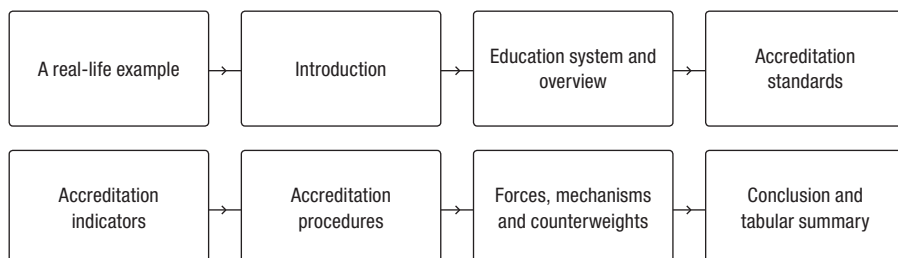 A real-life example
Introduction
Education system and
overview
Accreditation
standards
Accreditation
indicators
Accreditation
procedures
Forces, mechanisms
and counterweights
Conclusion and
tabular summary